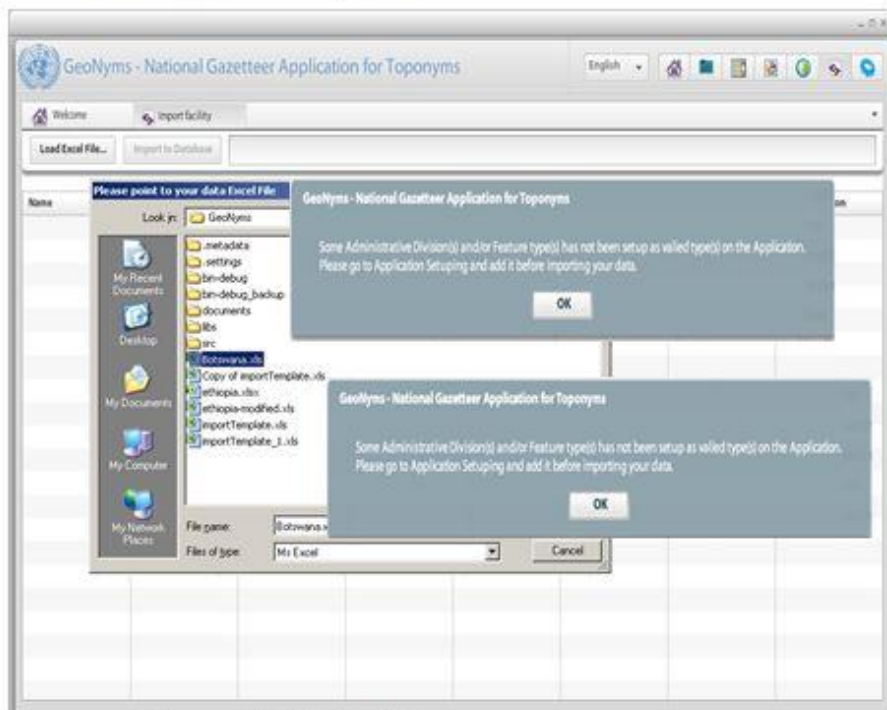 GeoNyms - National Gazetteer Application for Toponyms
English
Welcome
Import facility
Load Excel File...
Import to Database
Name
on
Please point to your data Excel File
Look in:
GeoNyms
My Recent
Documents
Desktop
My Documents
My Computer
My Network
Places
.metadata
.settings
bin-debug
bin-debug_backup
documents
libs
src
Botswana.xls
Copy of importTemplate.xls
ethiopia.xlsx
ethiopia-modified.xls
importTemplate.xls
importTemplate_1.xls
File name:
Botswana.x
Files of type:
Ms Excel
Cancel
GeoNyms - National Gazetteer Application for Toponyms
Some Administrative Division(s) and/or Feature type(s) has not been setup as vailed type(s) on the Application.
Please go to Application Setuping and add it before importing your data.
OK
GeoNyms - National Gazetteer Application for Toponyms
Some Administrative Division(s) and/or Feature type(s) has not been setup as vailed type(s) on the Application.
Please go to Application Setuping and add it before importing your data.
OK